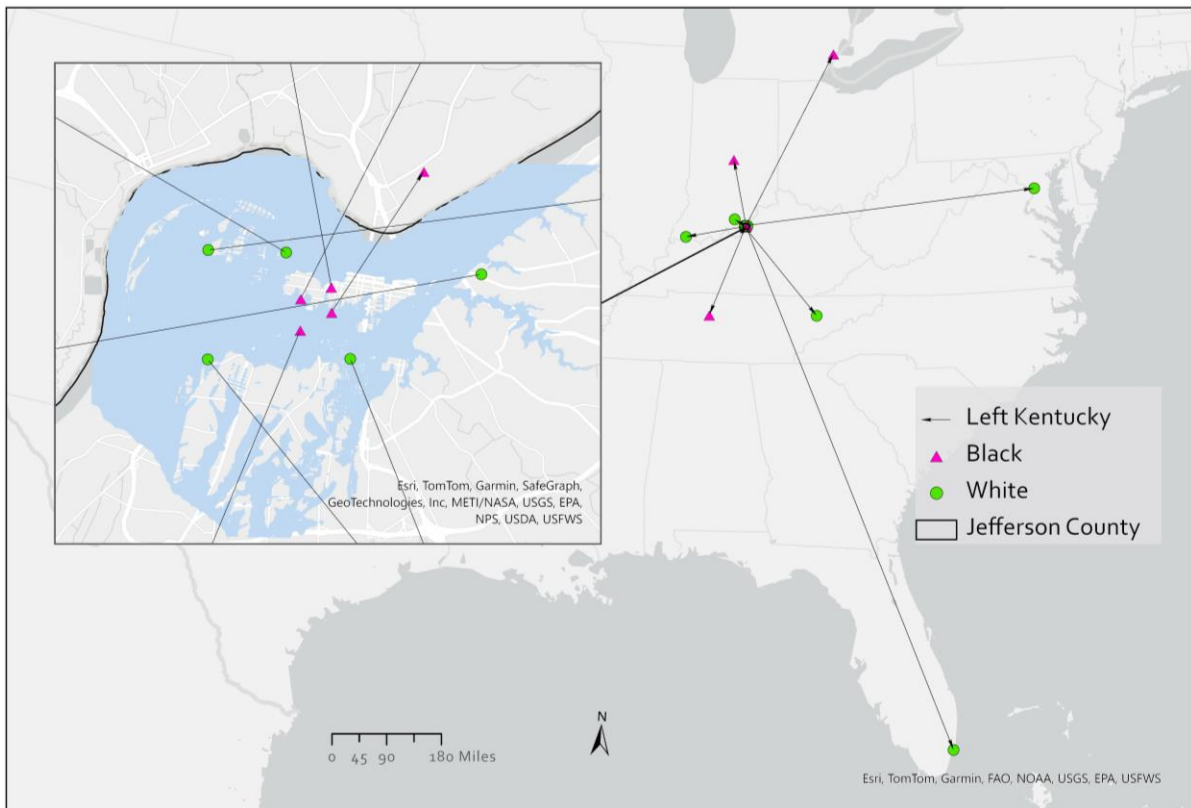 Esri, TomTom, Garmin, SafeGraph,
GeoTechnologies, Inc, METI/NASA, USGS, EPA,
NPS, USDA, USFWS
Left Kentucky
Black
White
Jefferson County
N
0 45 90 180 Miles
Esri, TomTom, Garmin, FAO, NOAA, USGS, EPA, USFWS